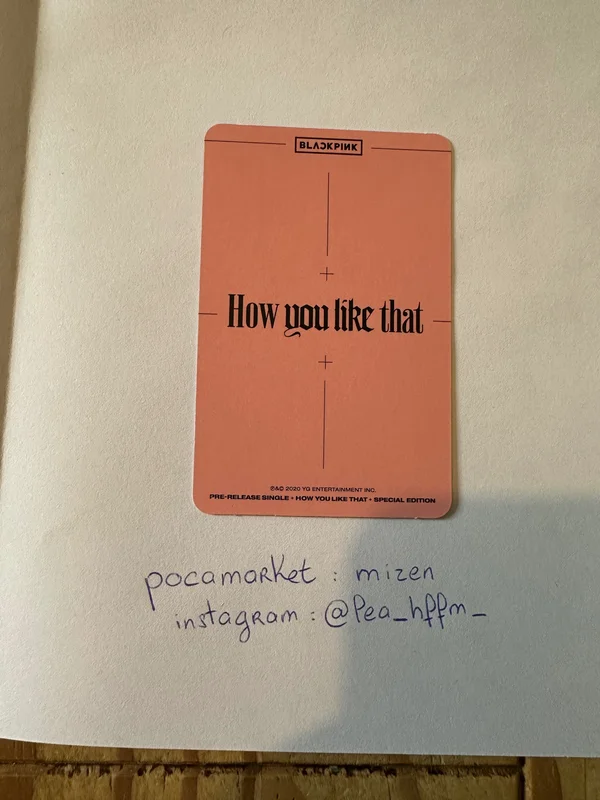 BLACKPINK
How you like that
℗&© 2020 YG ENTERTAINMENT INC.
PRE-RELEASE SINGLE + HOW YOU LIKE THAT + SPECIAL EDITION
pocamarket : mizen
instagram : @lea_hffm_